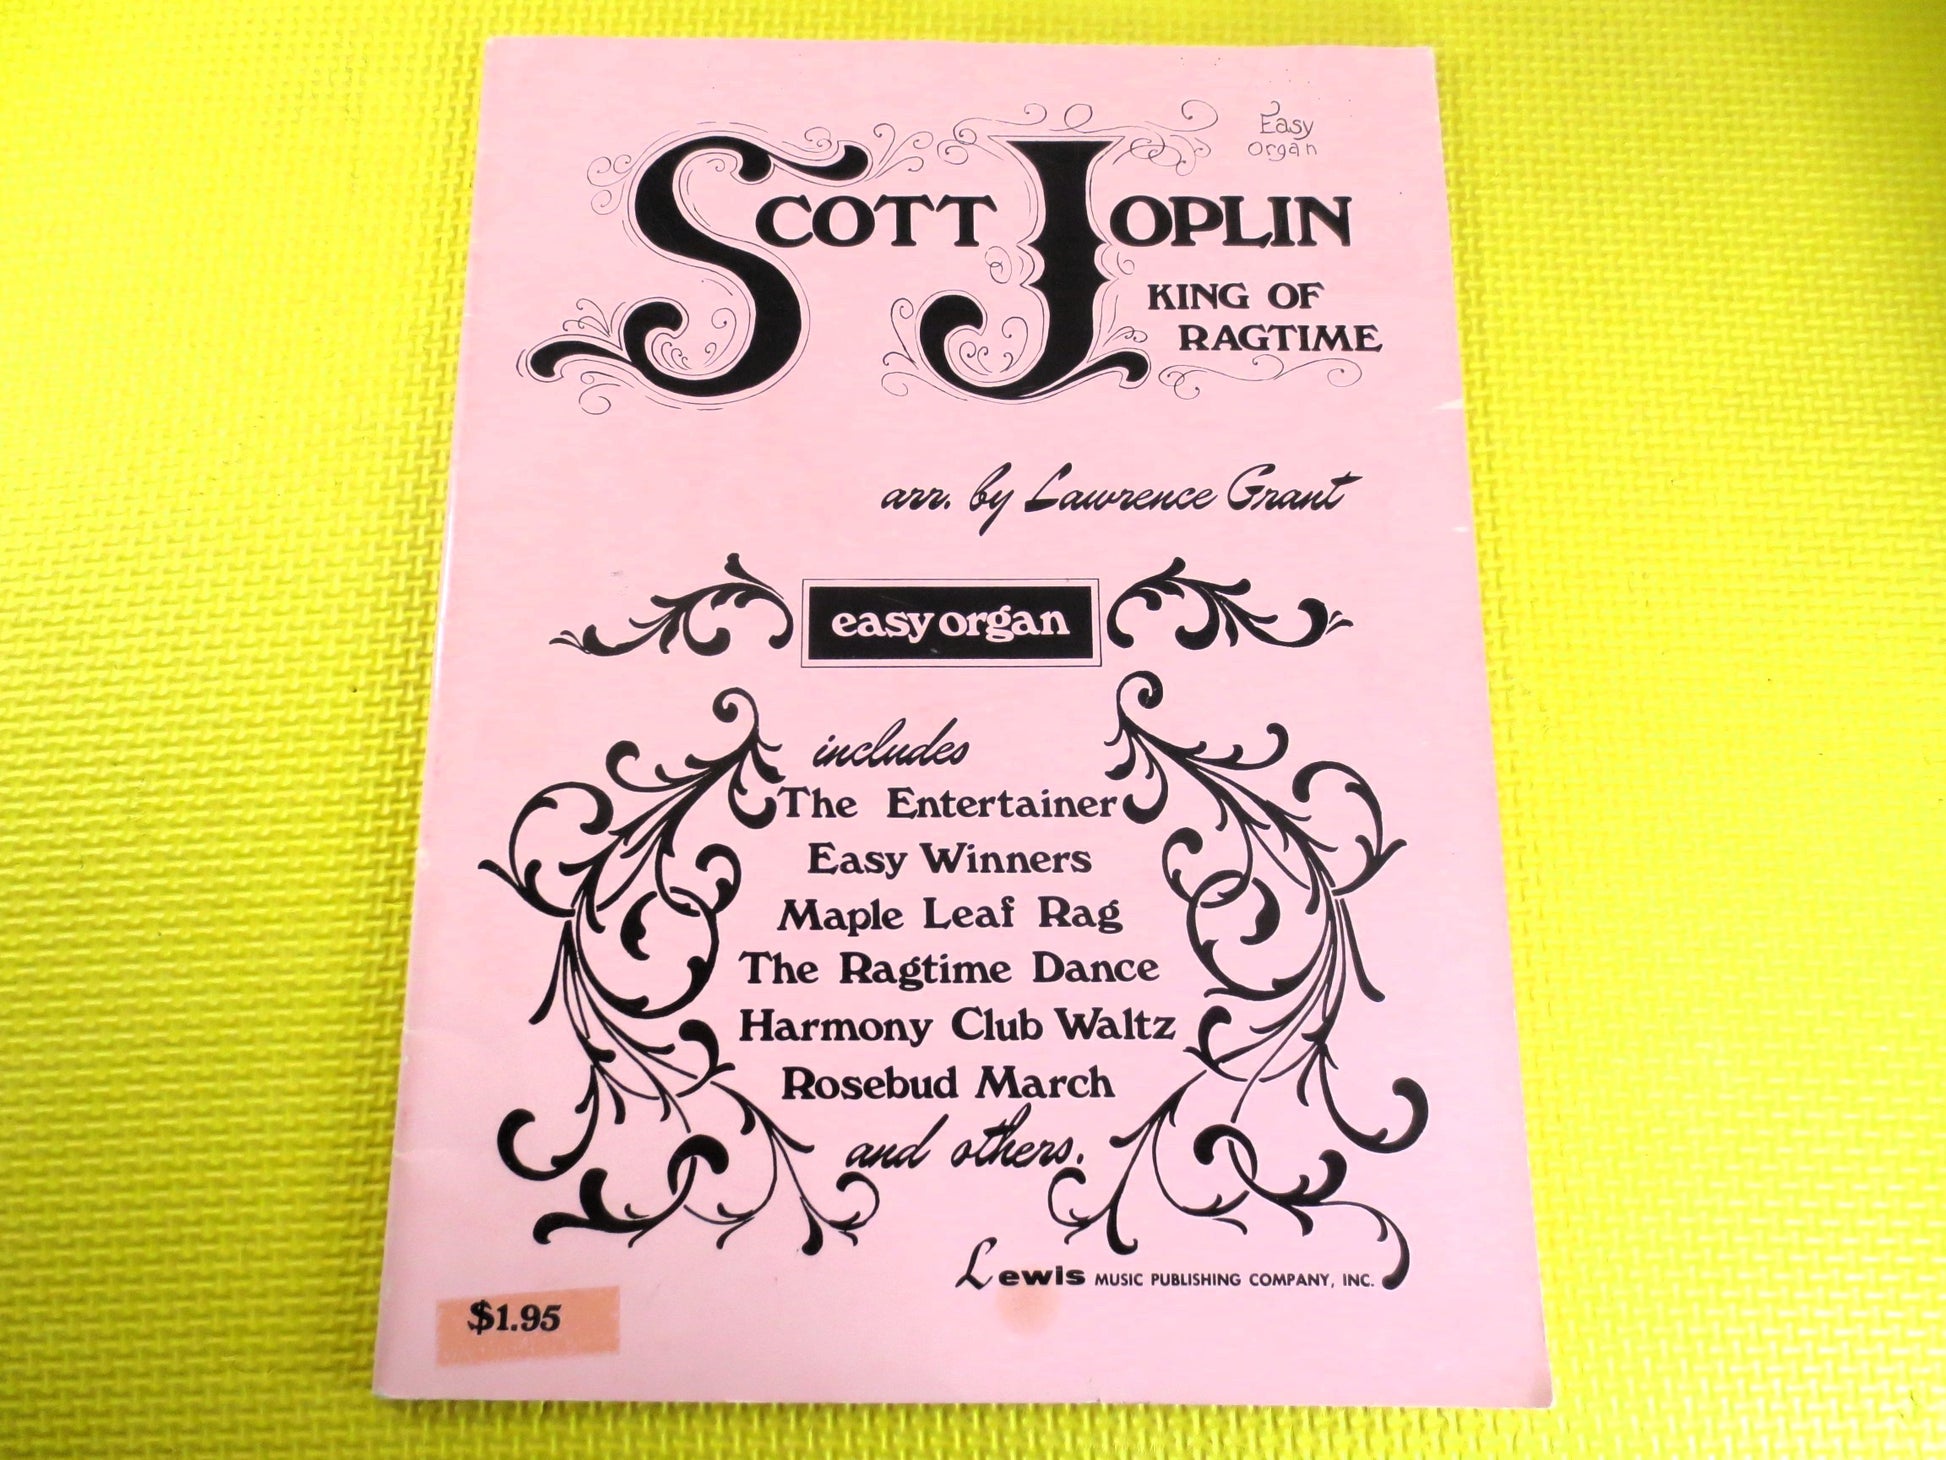 Easy
organ
SCOTT JOPLIN
KING OF
RAGTIME
arr. by Lawrence Grant
easy organ
includes
The Entertainer
Easy Winners
Maple Leaf Rag
The Ragtime Dance
Harmony Club Waltz
Rosebud March
and others.
Lewis MUSIC PUBLISHING COMPANY, INC.
$1.95